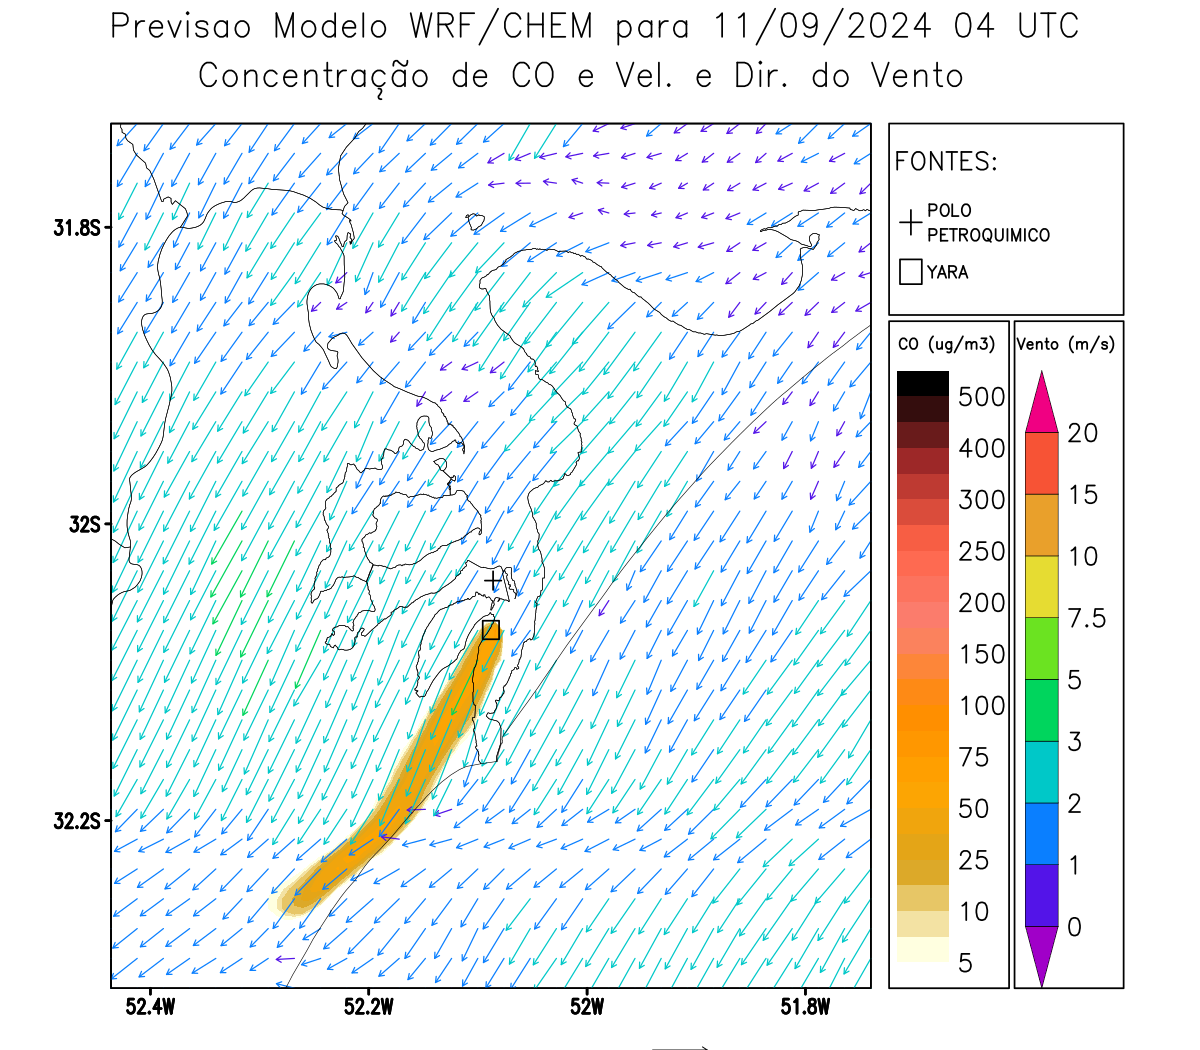 Previsao Modelo WRF/CHEM para 11/09/2024 04 UTC
Concentração de CO e Vel. e Dir. do Vento
FONTES:
POLO
PETROQUIMICO
YARA
CO (ug/m3)
500
400
300
250
200
150
100
75
50
25
10
5
Vento (m/s)
20
15
10
7.5
5
3
2
1
0
31.8S
32S
32.2S
52.4W
52.2W
52W
51.8W